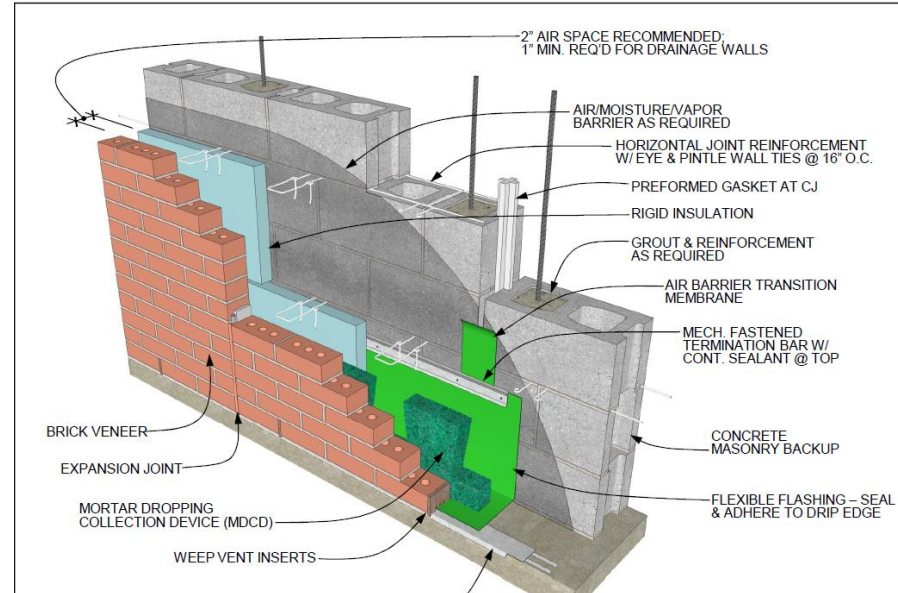 2" AIR SPACE RECOMMENDED;
1" MIN. REQ'D FOR DRAINAGE WALLS
AIR/MOISTURE/VAPOR
BARRIER AS REQUIRED
HORIZONTAL JOINT REINFORCEMENT
W/ EYE & PINTLE WALL TIES @ 16" O.C.
PREFORMED GASKET AT CJ
RIGID INSULATION
GROUT & REINFORCEMENT
AS REQUIRED
AIR BARRIER TRANSITION
MEMBRANE
MECH. FASTENED
TERMINATION BAR W/
CONT. SEALANT @ TOP
BRICK VENEER
CONCRETE
MASONRY BACKUP
EXPANSION JOINT
FLEXIBLE FLASHING – SEAL
& ADHERE TO DRIP EDGE
MORTAR DROPPING
COLLECTION DEVICE (MDCD)
WEEP VENT INSERTS